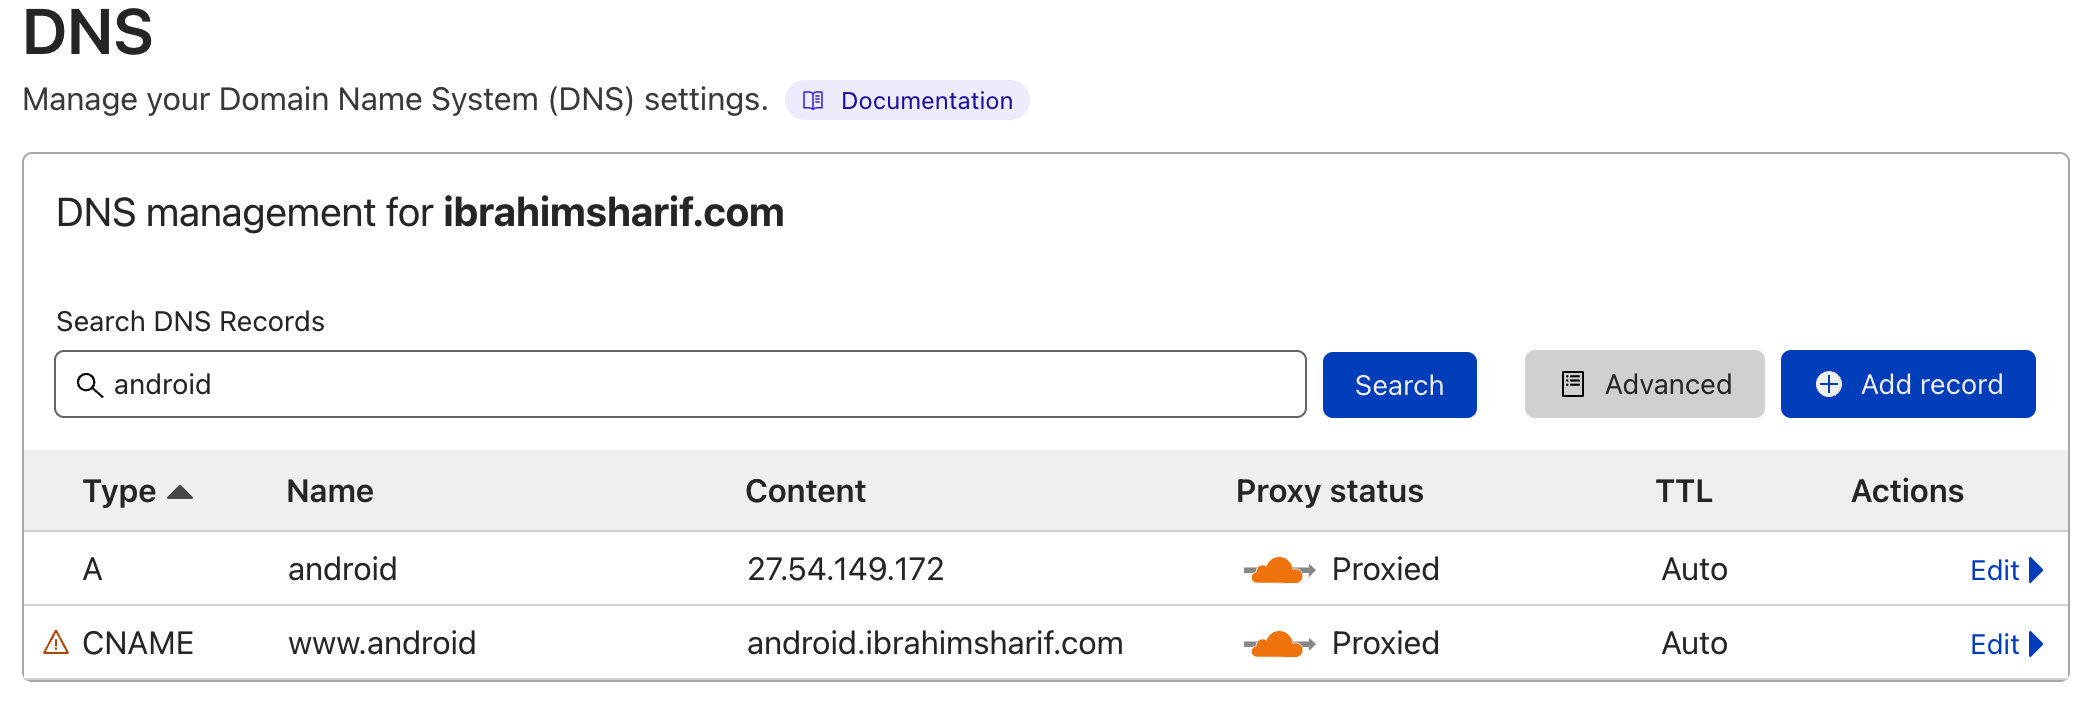 DNS
Manage your Domain Name System (DNS) settings. Documentation
DNS management for ibrahimsharif.com
Search DNS Records
android Search Advanced Add record
Type Name Content Proxy status TTL Actions
A android 27.54.149.172 Proxied Auto Edit
CNAME www.android android.ibrahimsharif.com Proxied Auto Edit